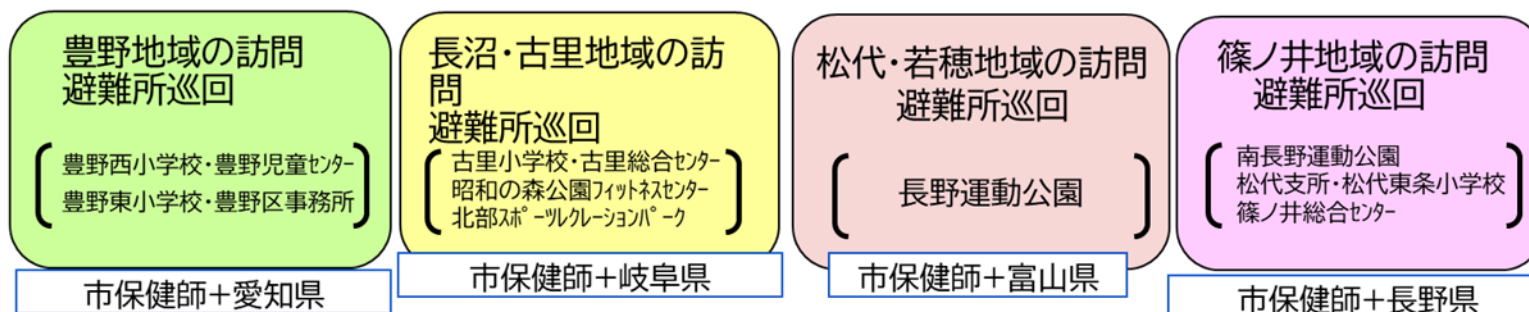 豊野地域の訪問
避難所巡回
豊野西小学校・豊野児童ｾﾝﾀｰ
豊野東小学校・豊野区事務所
市保健師＋愛知県
長沼・古里地域の訪
問
避難所巡回
古里小学校・古里総合ｾﾝﾀｰ
昭和の森公園ﾌｨｯﾄﾈｽｾﾝﾀｰ
北部ｽﾎﾟｰﾂﾚｸﾚｰｼｮﾝﾊﾟｰｸ
市保健師＋岐阜県
松代・若穂地域の訪問
避難所巡回
長野運動公園
市保健師＋富山県
篠ノ井地域の訪問
避難所巡回
南長野運動公園
松代支所・松代東条小学校
篠ノ井総合ｾﾝﾀｰ
市保健師＋長野県